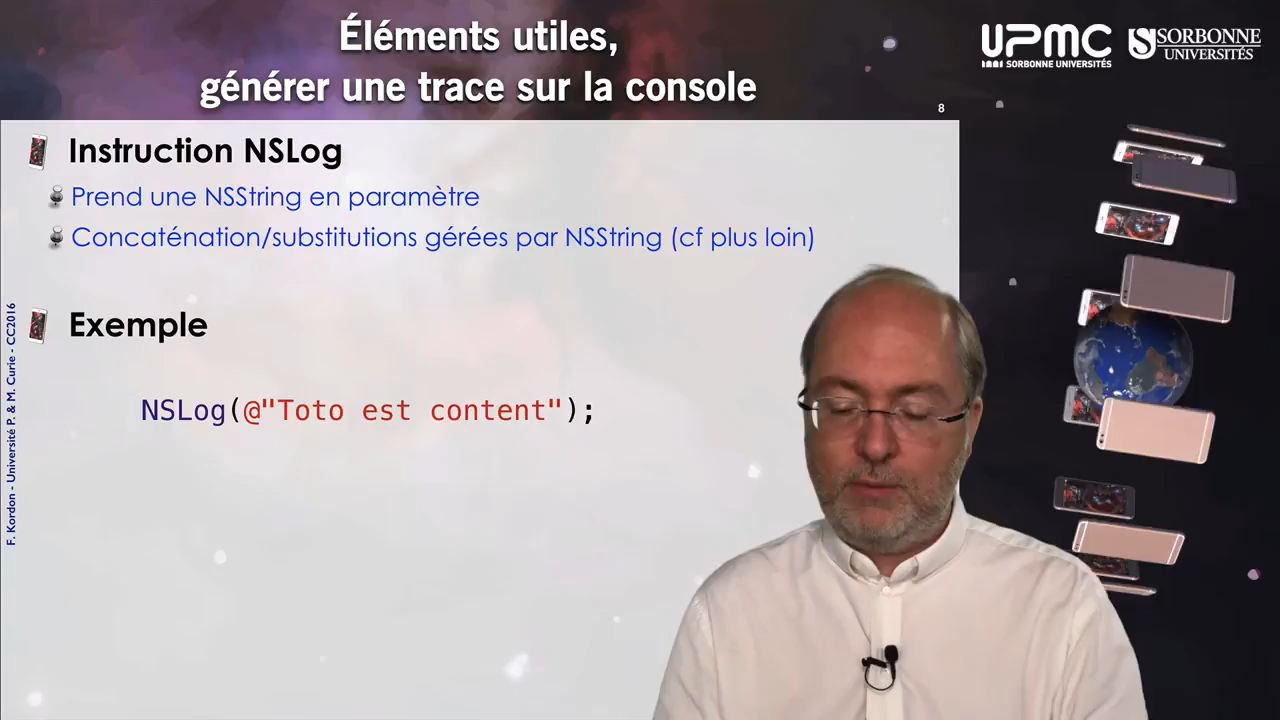 Éléments utiles,
générer une trace sur la console
UPMC
SORBONNE UNIVERSITÉS
SORBONNE
UNIVERSITÉS
8
Instruction NSLog
Prend une NSString en paramètre
Concaténation/substitutions gérées par NSString (cf plus loin)
Exemple
NSLog(@"Toto est content");
F. Kordon - Université P. & M. Curie - CC2016